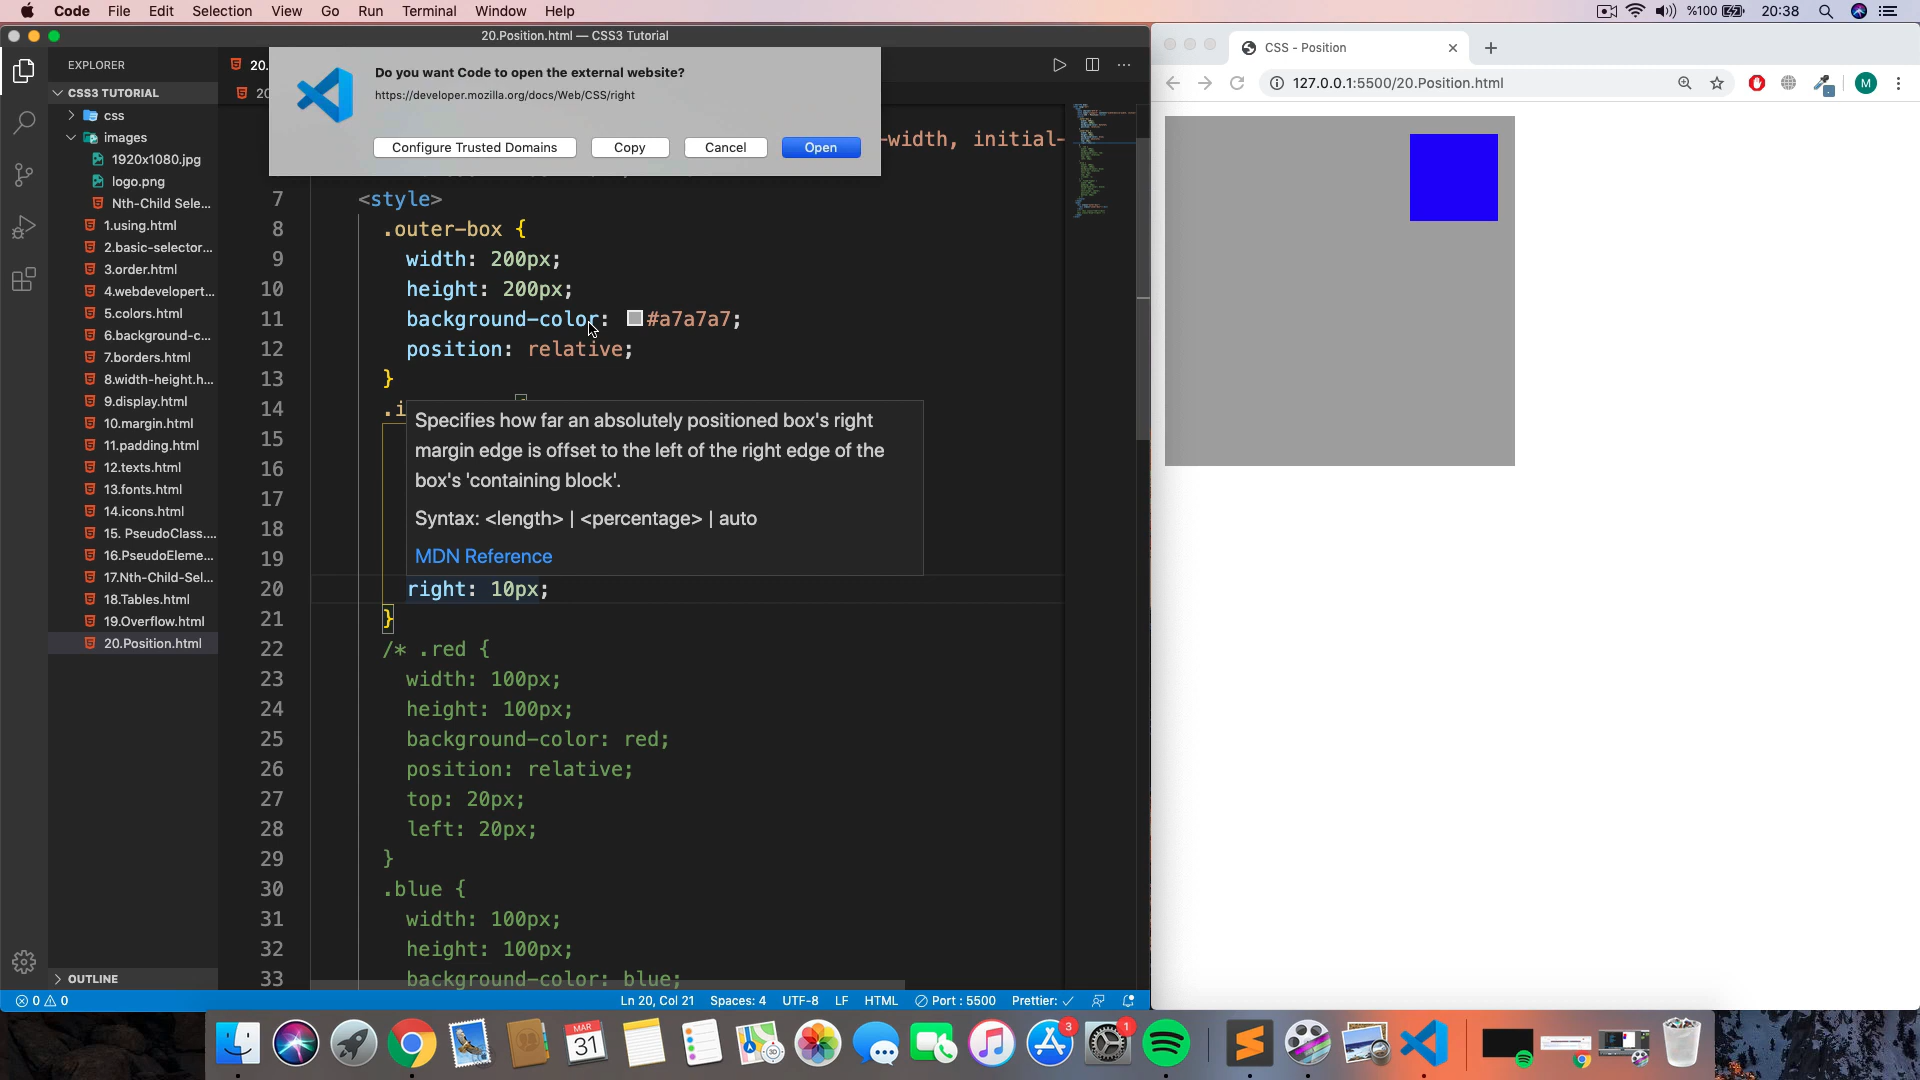 Code File Edit Selection View Go Run Terminal Window Help
%100 20:38
20.Position.html — CSS3 Tutorial
CSS - Position
127.0.0.1:5500/20.Position.html
M
EXPLORER
CSS3 TUTORIAL
css
images
1920x1080.jpg
logo.png
Nth-Child Sele...
1.using.html
2.basic-selector...
3.order.html
4.webdevelopert...
5.colors.html
6.background-c...
7.borders.html
8.width-height.h...
9.display.html
10.margin.html
11.padding.html
12.texts.html
13.fonts.html
14.icons.html
15. PseudoClass....
16.PseudoEleme...
17.Nth-Child-Sel...
18.Tables.html
19.Overflow.html
20.Position.html
OUTLINE
20.
20
Do you want Code to open the external website?
https://developer.mozilla.org/docs/Web/CSS/right
Configure Trusted Domains Copy Cancel Open
-width, initial-
7 <style>
8 .outer-box {
9 width: 200px;
10 height: 200px;
11 background-color: #a7a7a7;
12 position: relative;
13 }
14 .i {
15
16
17
18
19
Specifies how far an absolutely positioned box's right
margin edge is offset to the left of the right edge of the
box's 'containing block'.
Syntax: <length> | <percentage> | auto
MDN Reference
20 right: 10px;
21 }
22 /* .red {
23 width: 100px;
24 height: 100px;
25 background-color: red;
26 position: relative;
27 top: 20px;
28 left: 20px;
29 }
30 .blue {
31 width: 100px;
32 height: 100px;
33 background-color: blue;
0 0
Ln 20, Col 21 Spaces: 4 UTF-8 LF HTML Port : 5500 Prettier: ✓
MAR
31
3D
3
1